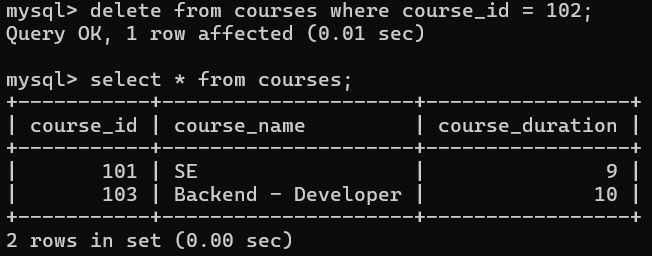 mysql> delete from courses where course_id = 102;
Query OK, 1 row affected (0.01 sec)
mysql> select * from courses;
+-----------+---------------------+-----------------+
| course_id | course_name         | course_duration |
+-----------+---------------------+-----------------+
|       101 | SE                  |               9 |
|       103 | Backend - Developer |              10 |
+-----------+---------------------+-----------------+
2 rows in set (0.00 sec)